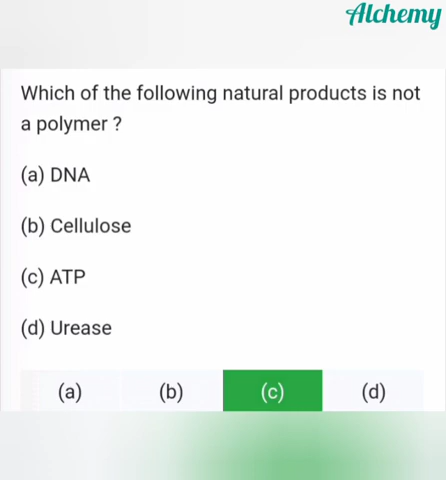 Alchemy
Which of the following natural products is not
a polymer ?
(a) DNA
(b) Cellulose
(c) ATP
(d) Urease
(a) (b) (c) (d)